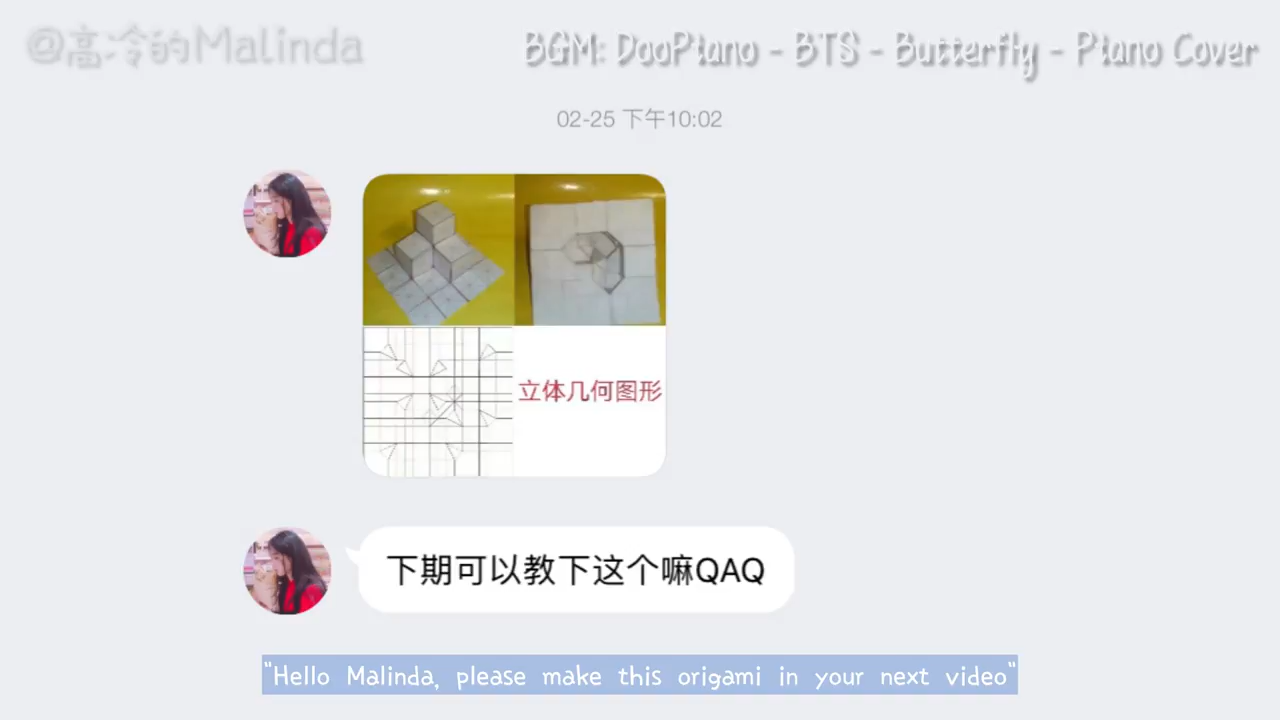 @高冷的Malinda
BGM: DooPiano - BTS - Butterfly - Piano Cover
02-25 下午10:02
立体几何图形
下期可以教下这个嘛QAQ
"Hello Malinda, please make this origami in your next video"